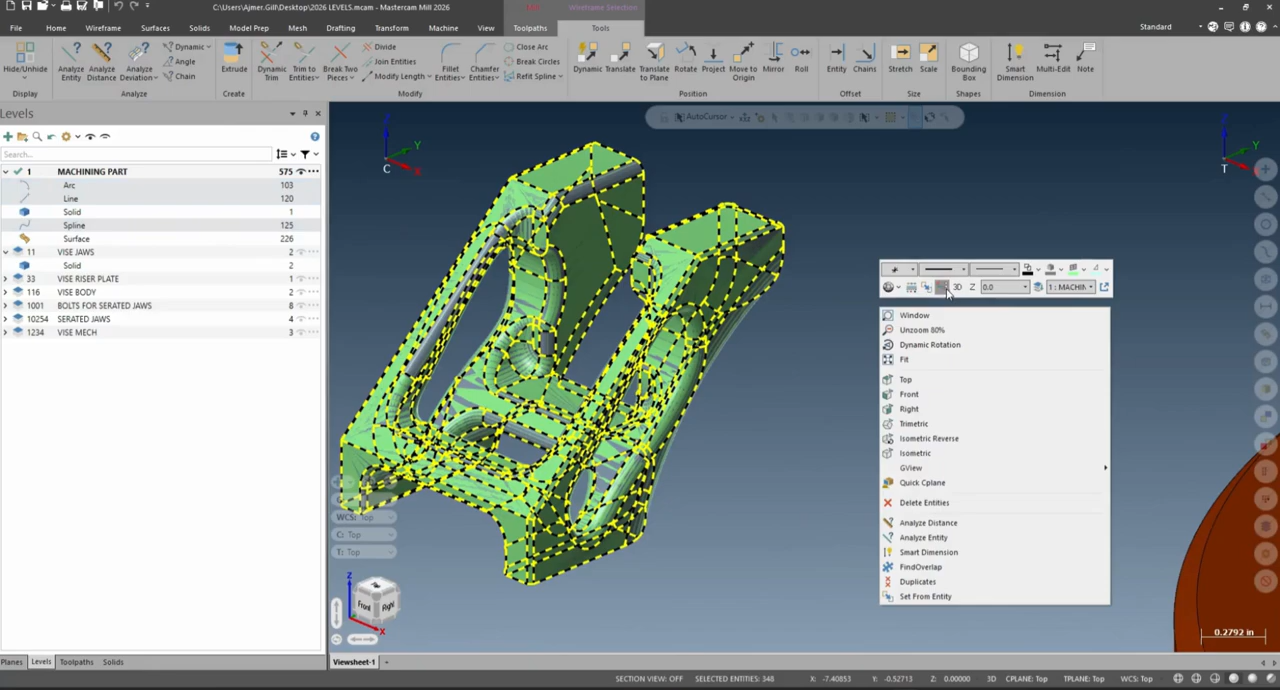 C:\Users\Ajmer.Gill\Desktop\2026 LEVELS.mcam - Mastercam Mill 2026
Wireframe Selection
File Home Wireframe Surfaces Solids Model Prep Mesh Drafting Transform Machine View Toolpaths Tools Standard
Hide/Unhide
Display
Analyze Entity
Analyze Distance
Analyze Deviation
Dynamic
Angle
Chain
Analyze
Extrude
Create
Dynamic Trim
Trim to Entities
Break Two Pieces
Divide
Join Entities
Modify Length
Fillet Entities
Chamfer Entities
Close Arc
Break Circles
Refit Spline
Modify
Dynamic
Translate
Translate to Plane
Rotate
Project
Move to Origin
Mirror
Roll
Position
Entity
Chains
Offset
Stretch
Scale
Size
Bounding Box
Shapes
Smart Dimension
Multi-Edit
Note
Dimension
Levels
Search...
1 MACHINING PART 575
Arc 103
Line 120
Solid 1
Spline 125
Surface 226
11 VISE JAWS 2
Solid 2
33 VISE RISER PLATE 1
116 VISE BODY 2
1001 BOLTS FOR SERATED JAWS 8
10254 SERATED JAWS 4
1234 VISE MECH 3
AutoCursor
Z Y X C
Z Y X T
3D Z 0.0 1 : MACHIN
Window
Unzoom 80%
Dynamic Rotation
Fit
Top
Front
Right
Trimetric
Isometric Reverse
Isometric
GView
Quick Cplane
Delete Entities
Analyze Distance
Analyze Entity
Smart Dimension
FindOverlap
Duplicates
Set From Entity
WCS: Top
C: Top
T: Top
Z
Front Right
X
0.2792 in
Planes Levels Toolpaths Solids
Viewsheet-1
SECTION VIEW: OFF SELECTED ENTITIES: 348 X: -7.40853 Y: -0.52713 Z: 0.00000 3D CPLANE: Top TPLANE: Top WCS: Top